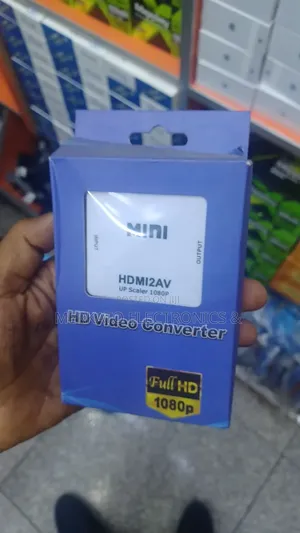 MINI
INPUT
OUTPUT
HDMI2AV
UP Scaler 1080P
HD Video Converter
Full HD
1080p